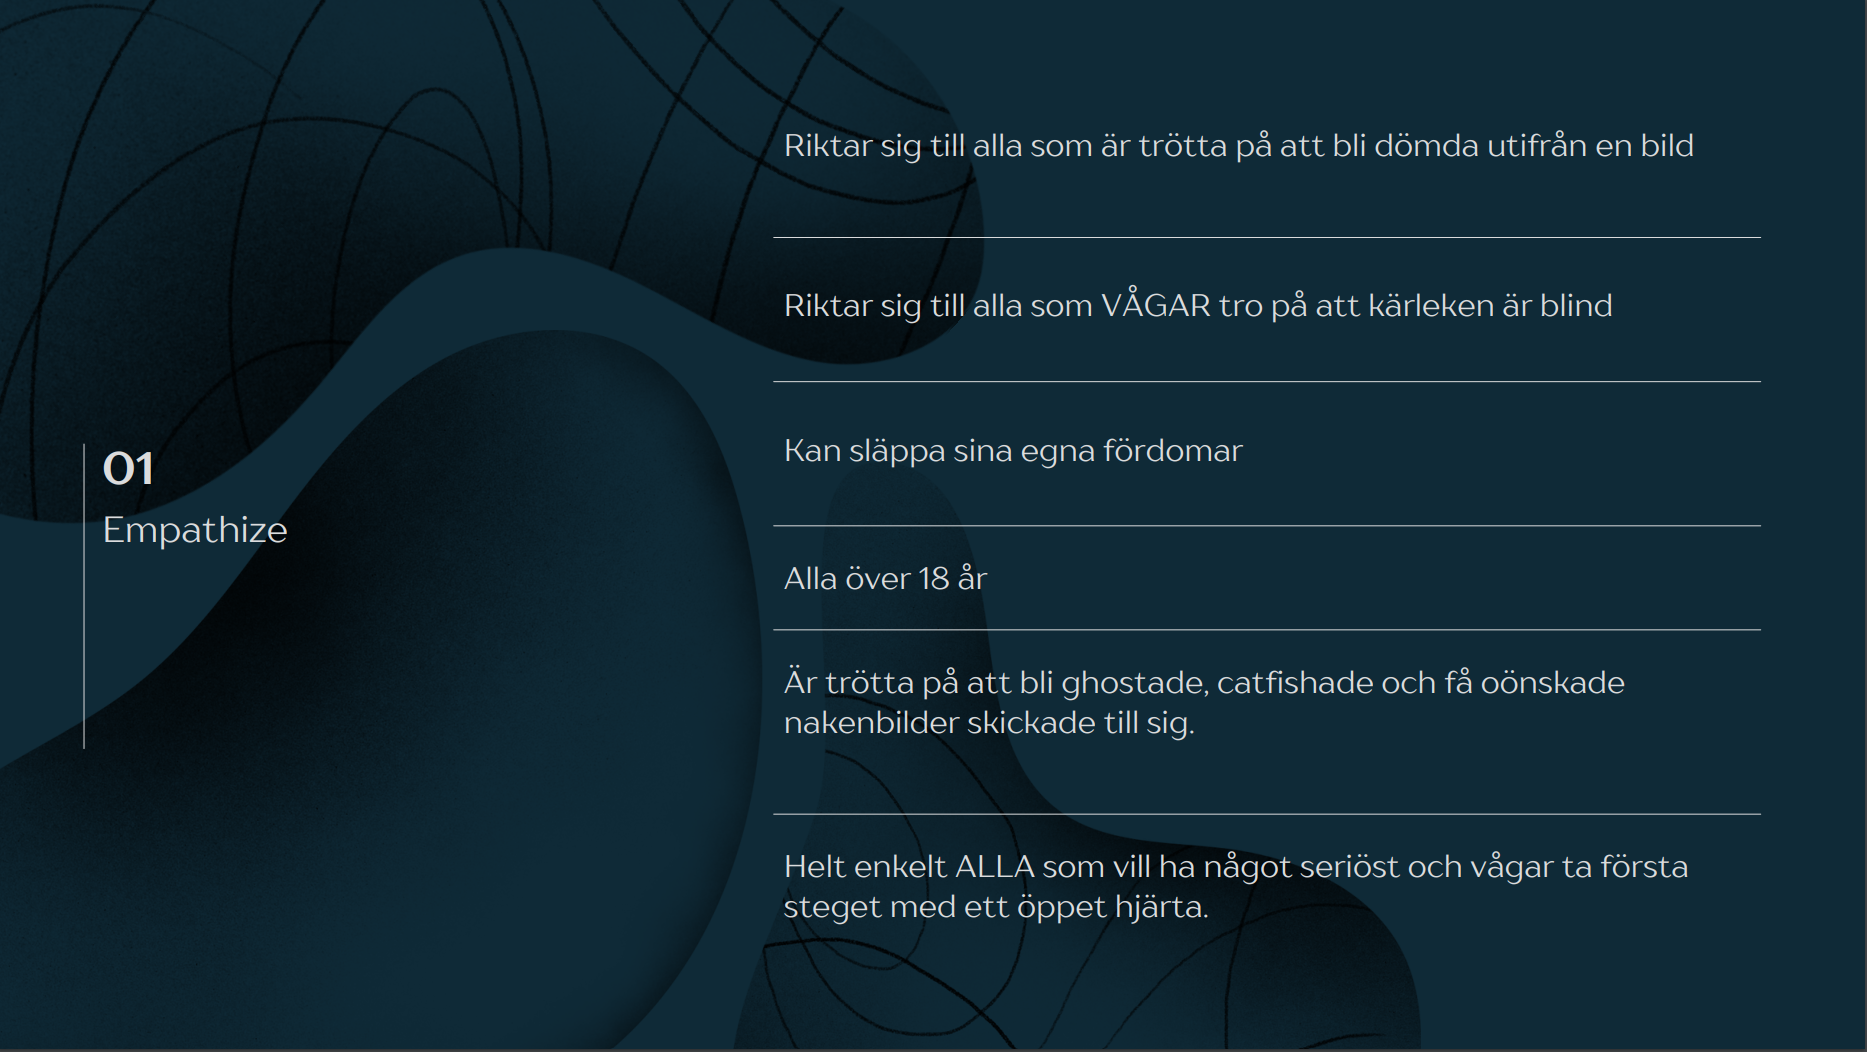 01
Empathize
Riktar sig till alla som är trötta på att bli dömda utifrån en bild
Riktar sig till alla som VÅGAR tro på att kärleken är blind
Kan släppa sina egna fördomar
Alla över 18 år
Är trötta på att bli ghostade, catfishade och få oönskade
nakenbilder skickade till sig.
Helt enkelt ALLA som vill ha något seriöst och vågar ta första
steget med ett öppet hjärta.